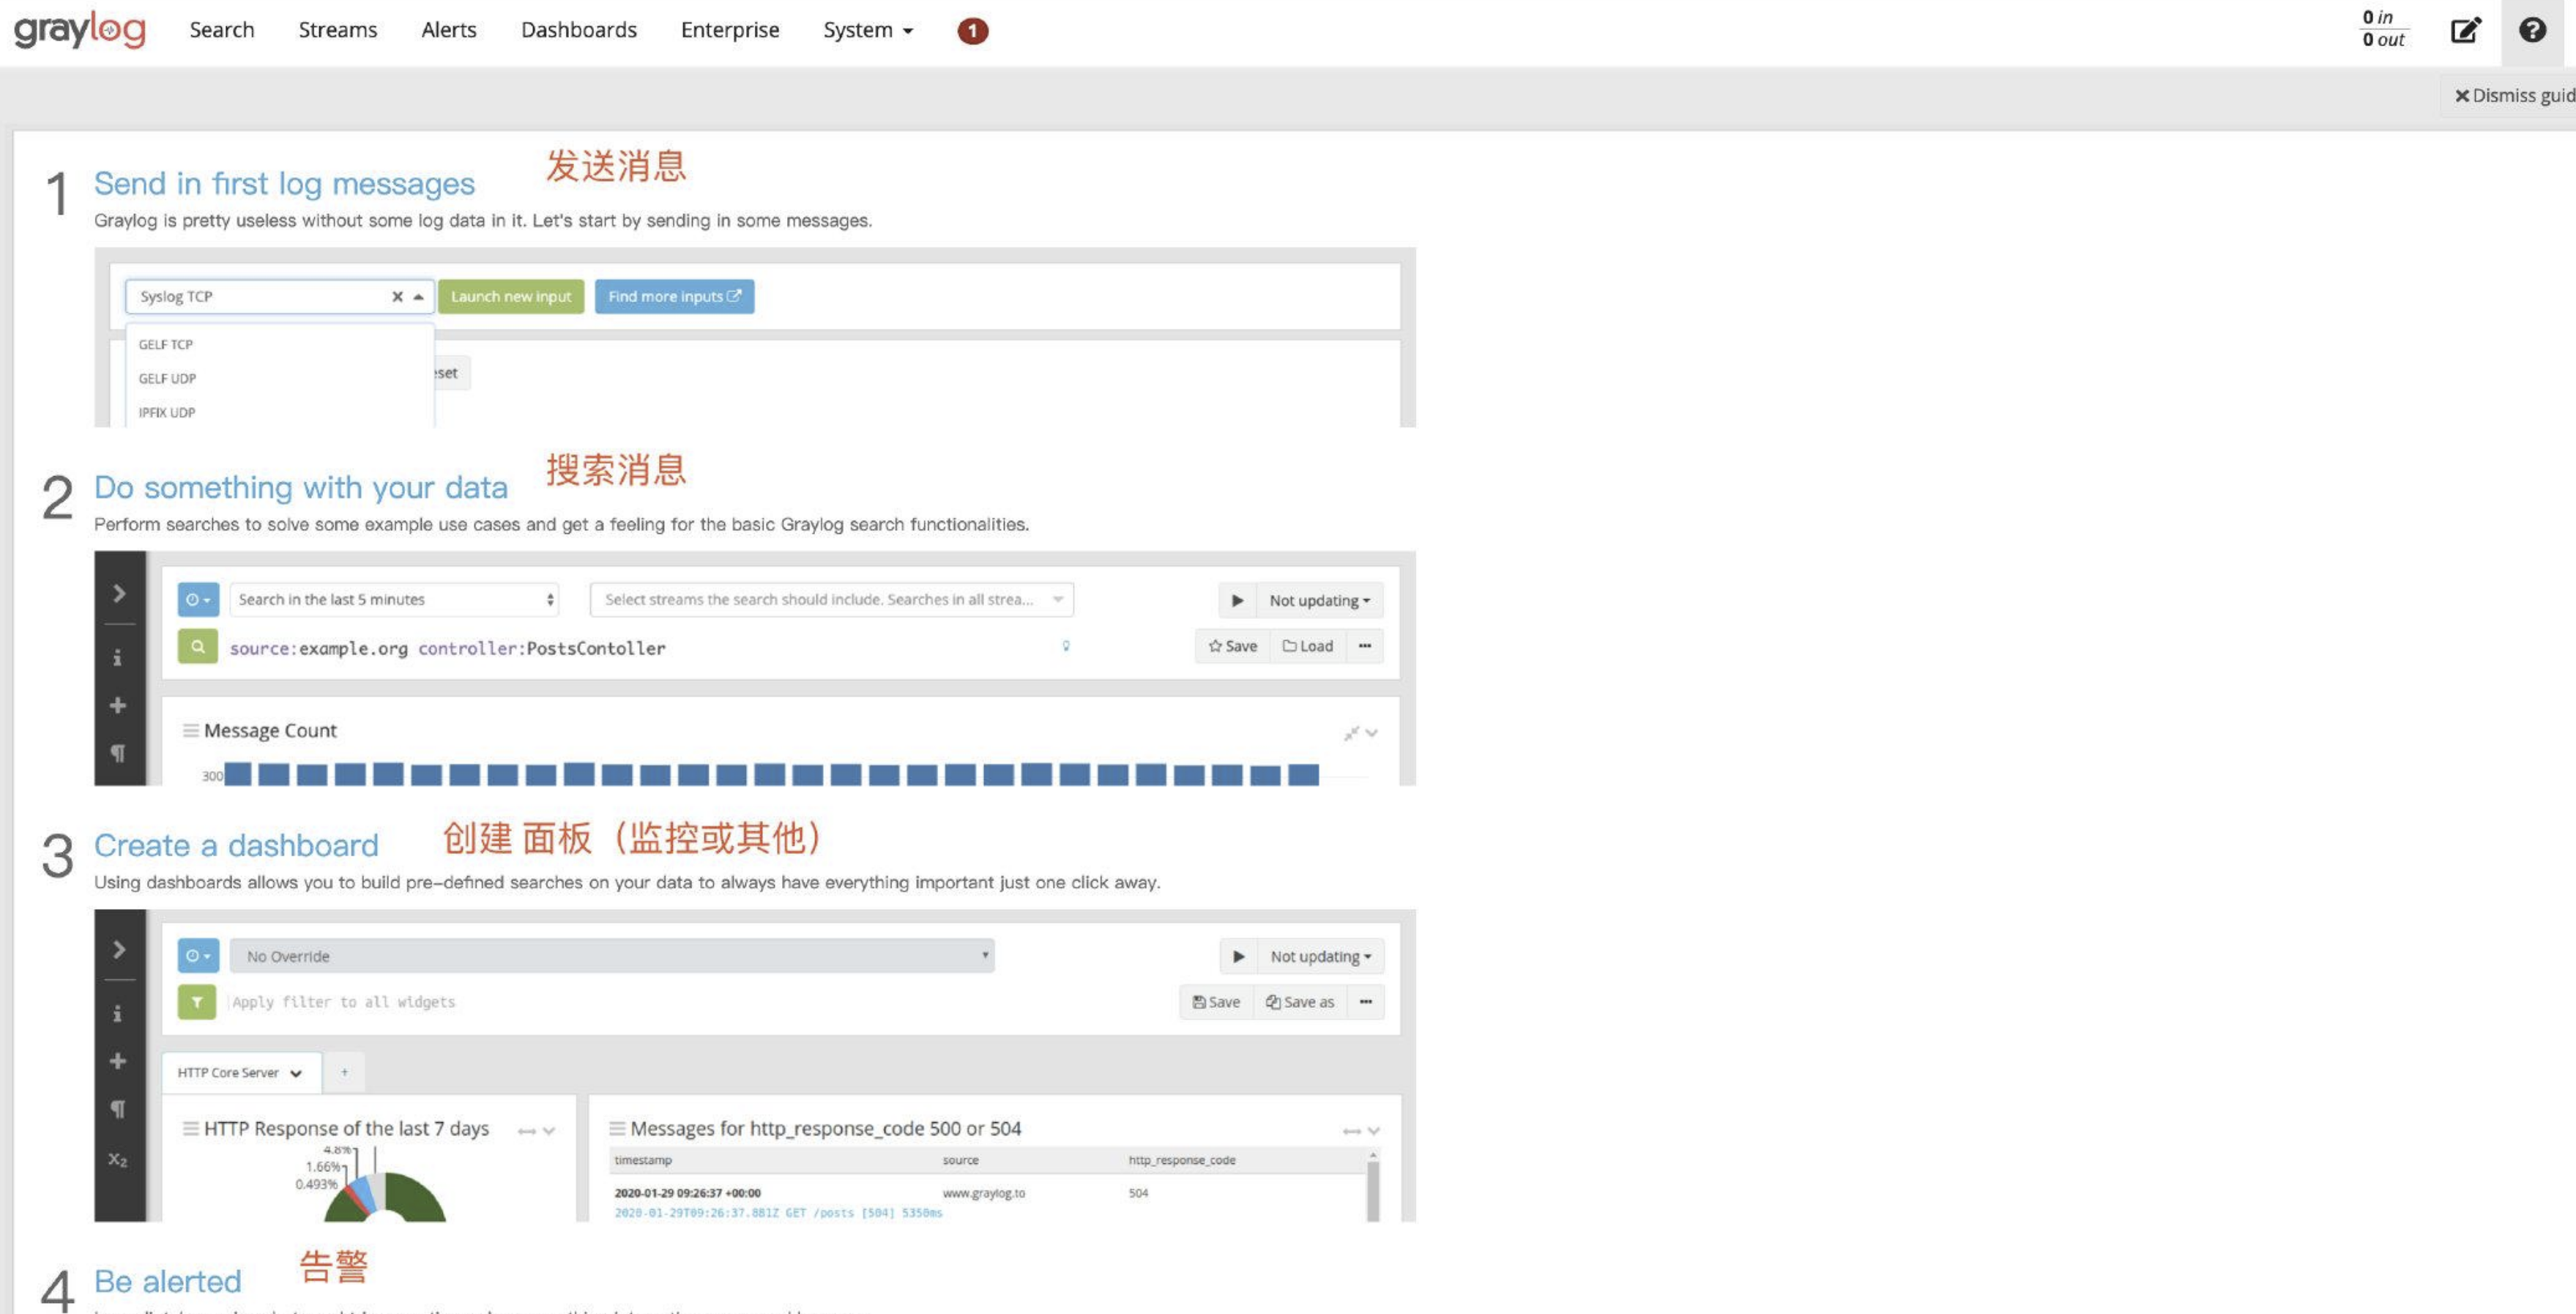 graylog Search Streams Alerts Dashboards Enterprise System 1 0 in
0 out
Dismiss guid
发送消息
1 Send in first log messages
Graylog is pretty useless without some log data in it. Let's start by sending in some messages.
Syslog TCP Launch new input Find more inputs
GELF TCP
GELF UDP
IPFIX UDP
eset
搜索消息
2 Do something with your data
Perform searches to solve some example use cases and get a feeling for the basic Graylog search functionalities.
Search in the last 5 minutes Select streams the search should include. Searches in all strea... Not updating
source:example.org controller:PostsContoller Save Load
Message Count
300
3 Create a dashboard 创建 面板（监控或其他）
Using dashboards allows you to build pre-defined searches on your data to always have everything important just one click away.
No Override Not updating
Apply filter to all widgets Save Save as
HTTP Core Server +
HTTP Response of the last 7 days
4.8%
1.66%
0.493%
Messages for http_response_code 500 or 504
timestamp source http_response_code
2020-01-29 09:26:37 +00:00 www.graylog.to 504
2020-01-29T09:26:37.881Z GET /posts [504] 5350ms
告警
4 Be alerted